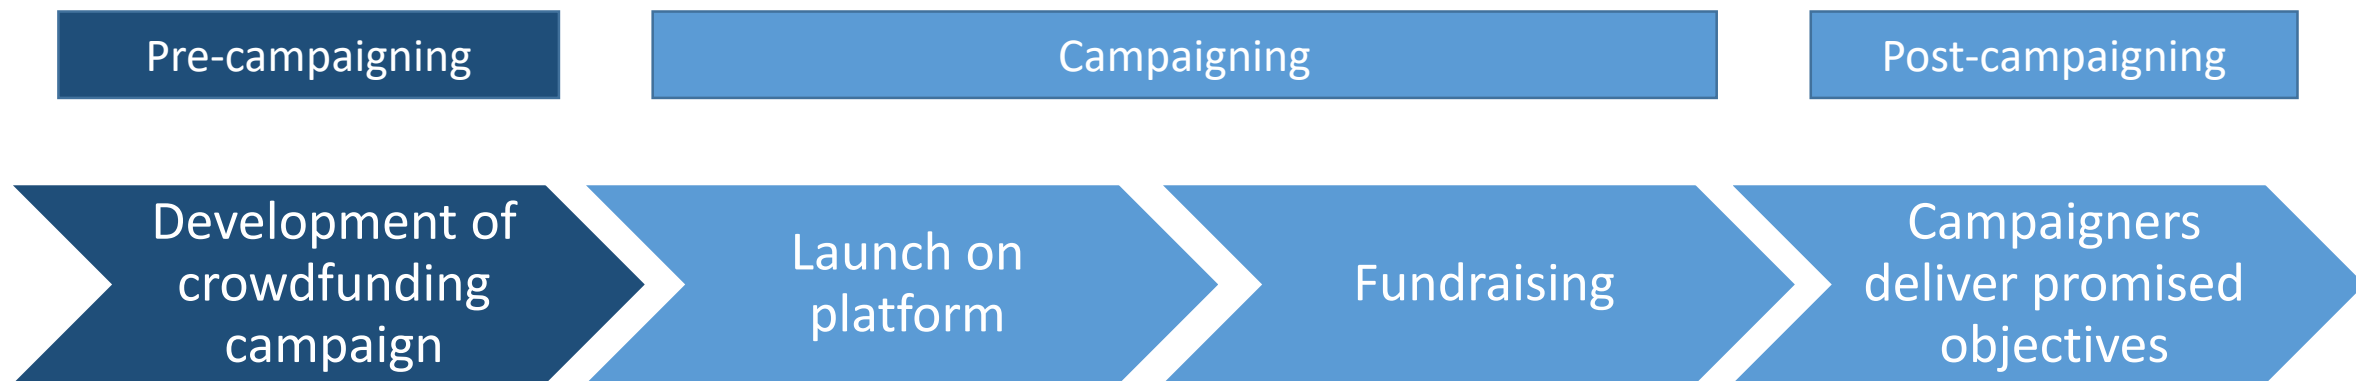 Pre-campaigning
Campaigning
Post-campaigning
Development of
crowdfunding
campaign
Launch on
platform
Fundraising
Campaigners
deliver promised
objectives